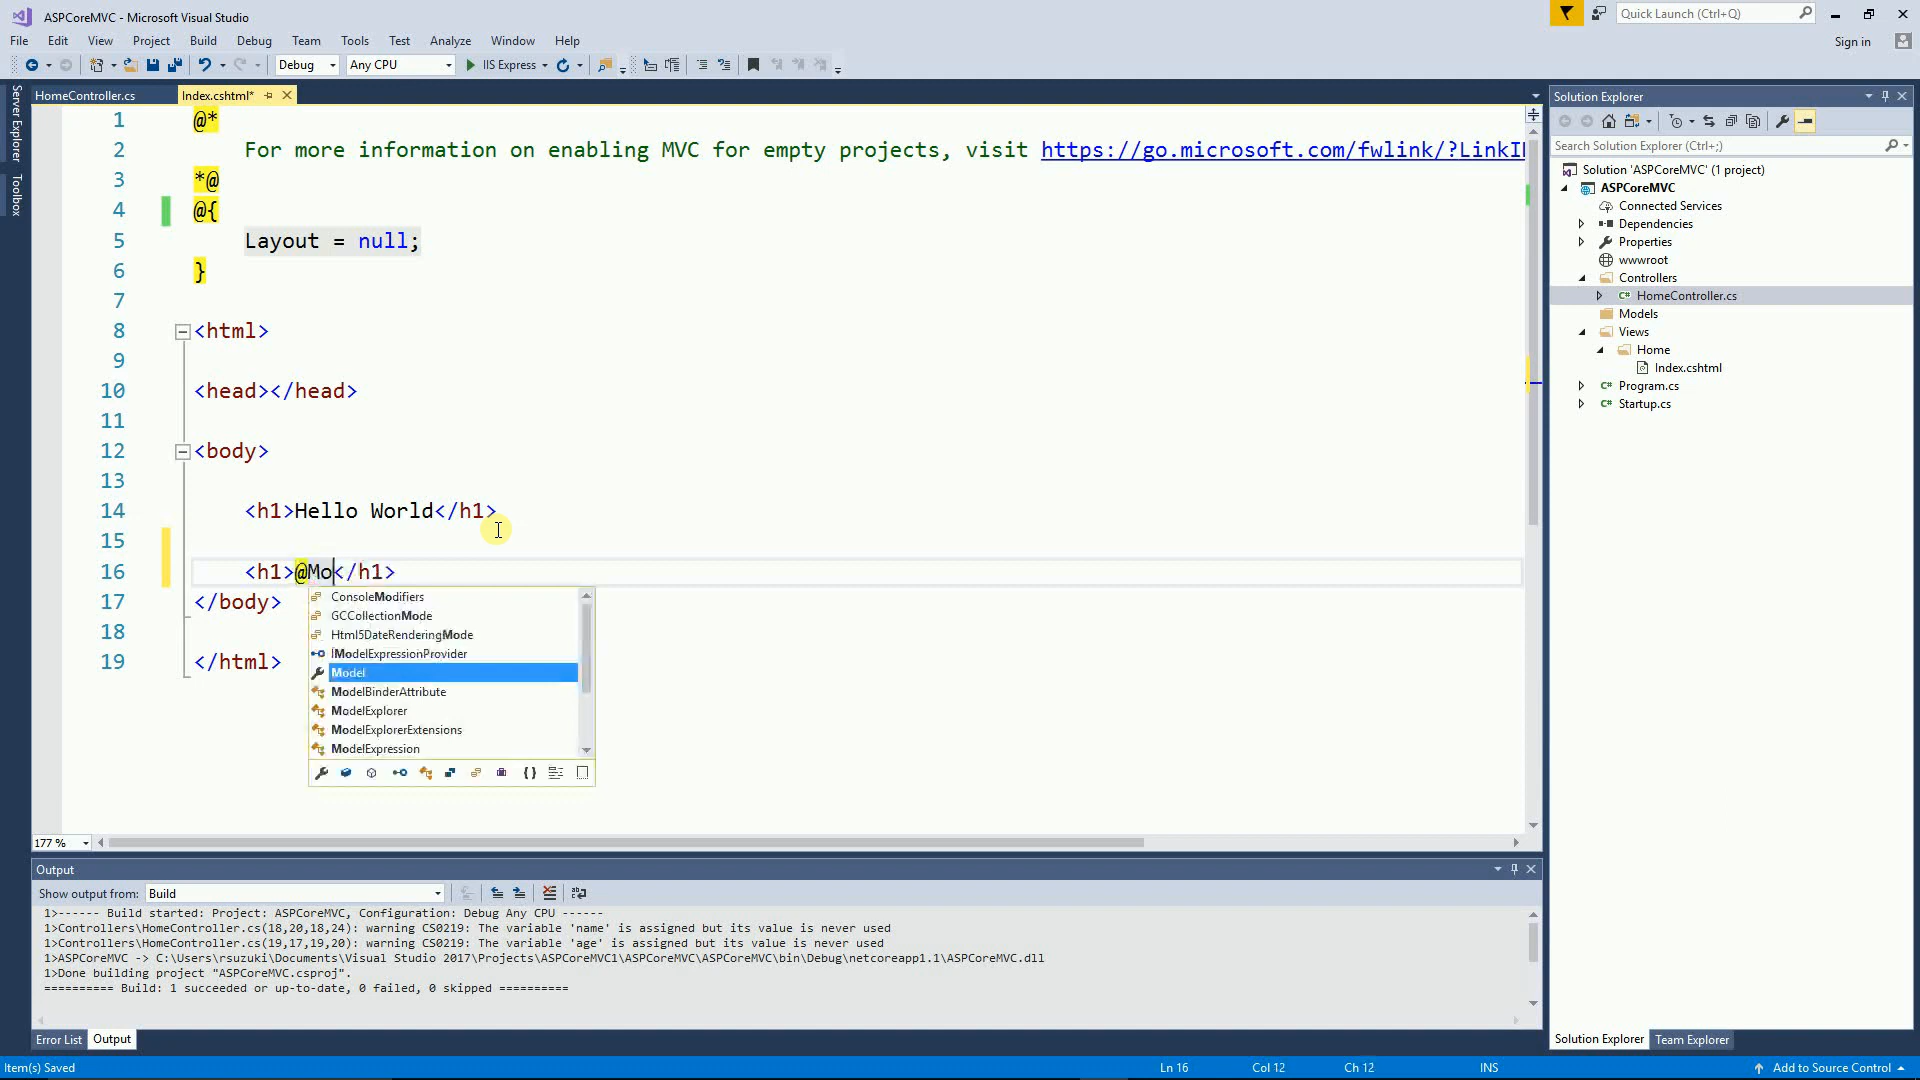 ASPCoreMVC - Microsoft Visual Studio
Quick Launch (Ctrl+Q)
File Edit View Project Build Debug Team Tools Test Analyze Window Help
Sign in
Debug Any CPU IIS Express
Server Explorer
Toolbox
HomeController.cs Index.cshtml*
1 @*
2 For more information on enabling MVC for empty projects, visit https://go.microsoft.com/fwlink/?LinkI
3 *@
4 @{
5 Layout = null;
6 }
7
8 <html>
9
10 <head></head>
11
12 <body>
13
14 <h1>Hello World</h1>
15
16 <h1>@Mo</h1>
17 </body>
18
19 </html>
ConsoleModifiers
GCCollectionMode
Html5DateRenderingMode
IModelExpressionProvider
Model
ModelBinderAttribute
ModelExplorer
ModelExplorerExtensions
ModelExpression
177 %
Solution Explorer
Search Solution Explorer (Ctrl+;)
Solution 'ASPCoreMVC' (1 project)
ASPCoreMVC
Connected Services
Dependencies
Properties
wwwroot
Controllers
HomeController.cs
Models
Views
Home
Index.cshtml
Program.cs
Startup.cs
Output
Show output from: Build
1>------ Build started: Project: ASPCoreMVC, Configuration: Debug Any CPU ------
1>Controllers\HomeController.cs(18,20,18,24): warning CS0219: The variable 'name' is assigned but its value is never used
1>Controllers\HomeController.cs(19,17,19,20): warning CS0219: The variable 'age' is assigned but its value is never used
1>ASPCoreMVC -> C:\Users\rsuzuki\Documents\Visual Studio 2017\Projects\ASPCoreMVC1\ASPCoreMVC\ASPCoreMVC\bin\Debug\netcoreapp1.1\ASPCoreMVC.dll
1>Done building project "ASPCoreMVC.csproj".
========== Build: 1 succeeded or up-to-date, 0 failed, 0 skipped ==========
Error List Output
Solution Explorer Team Explorer
Item(s) Saved Ln 16 Col 12 Ch 12 INS Add to Source Control